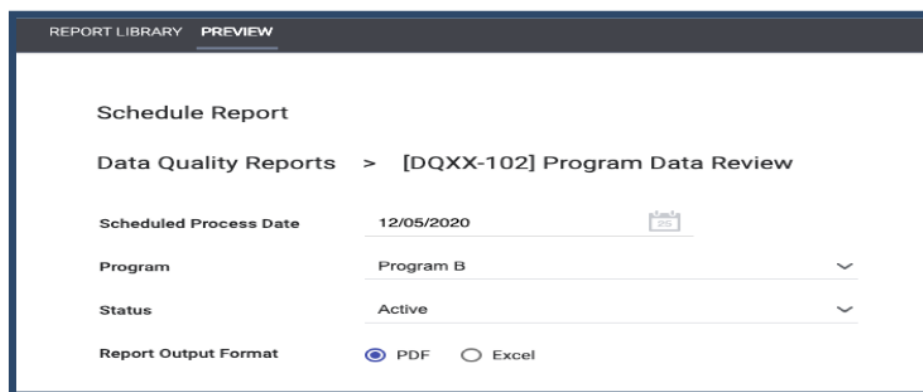 REPORT LIBRARY PREVIEW
Schedule Report
Data Quality Reports > [DQXX-102] Program Data Review
Scheduled Process Date 12/05/2020 25
Program Program B
Status Active
Report Output Format PDF Excel